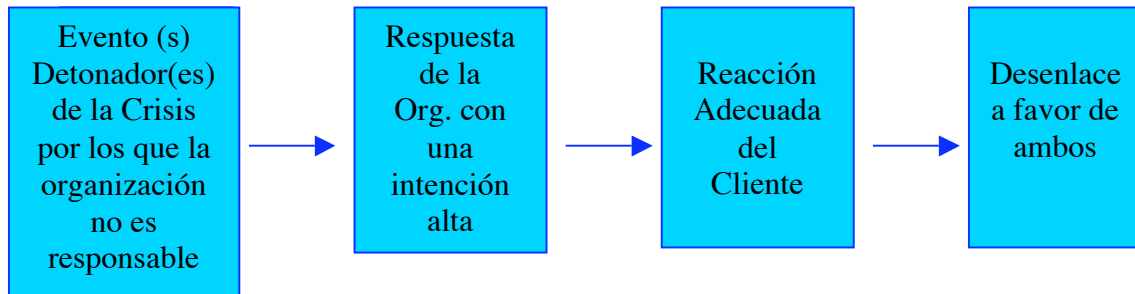 Evento (s)
Detonador(es)
de la Crisis
por los que la
organización
no es
responsable
Respuesta
de la
Org. con
una
intención
alta
Reacción
Adecuada
del
Cliente
Desenlace
a favor de
ambos